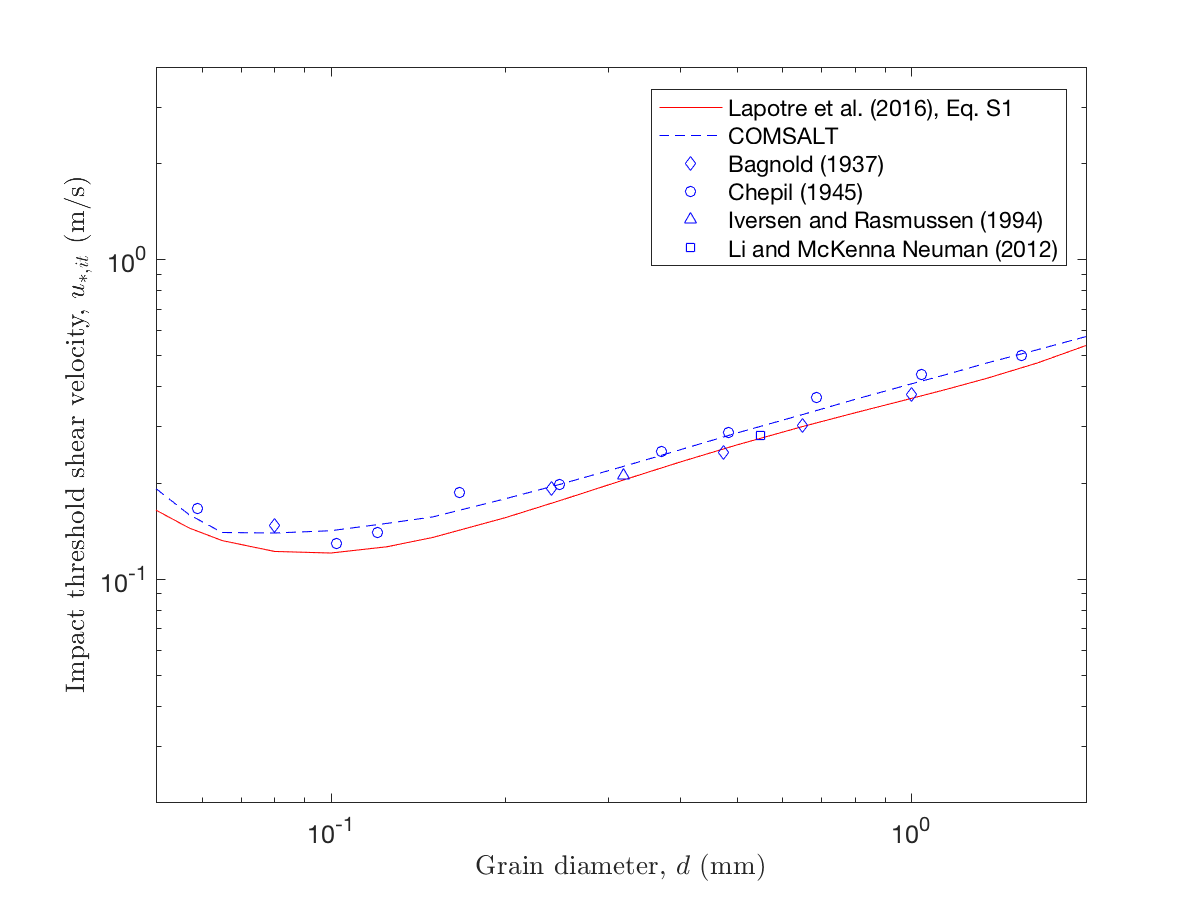 Lapotre et al. (2016), Eq. S1
COMSALT
Bagnold (1937)
Chepil (1945)
Iversen and Rasmussen (1994)
Li and McKenna Neuman (2012)
Impact threshold shear velocity, u*,it (m/s)
10^0
10^-1
10^-1
10^0
Grain diameter, d (mm)